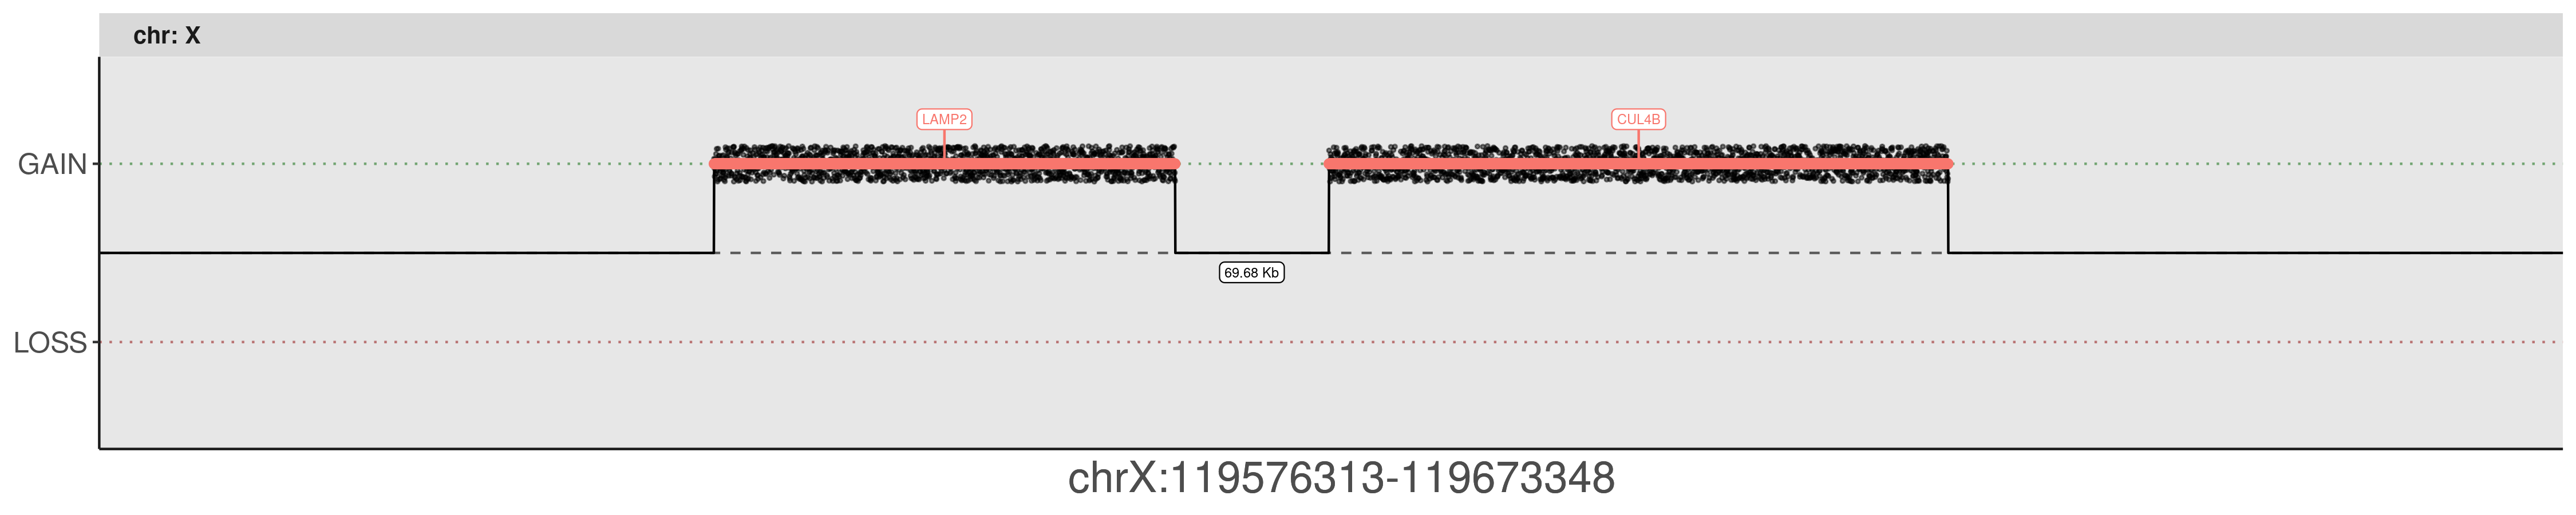 chr: X
LAMP2
CUL4B
GAIN
69.68 Kb
LOSS
chrX:119576313-119673348